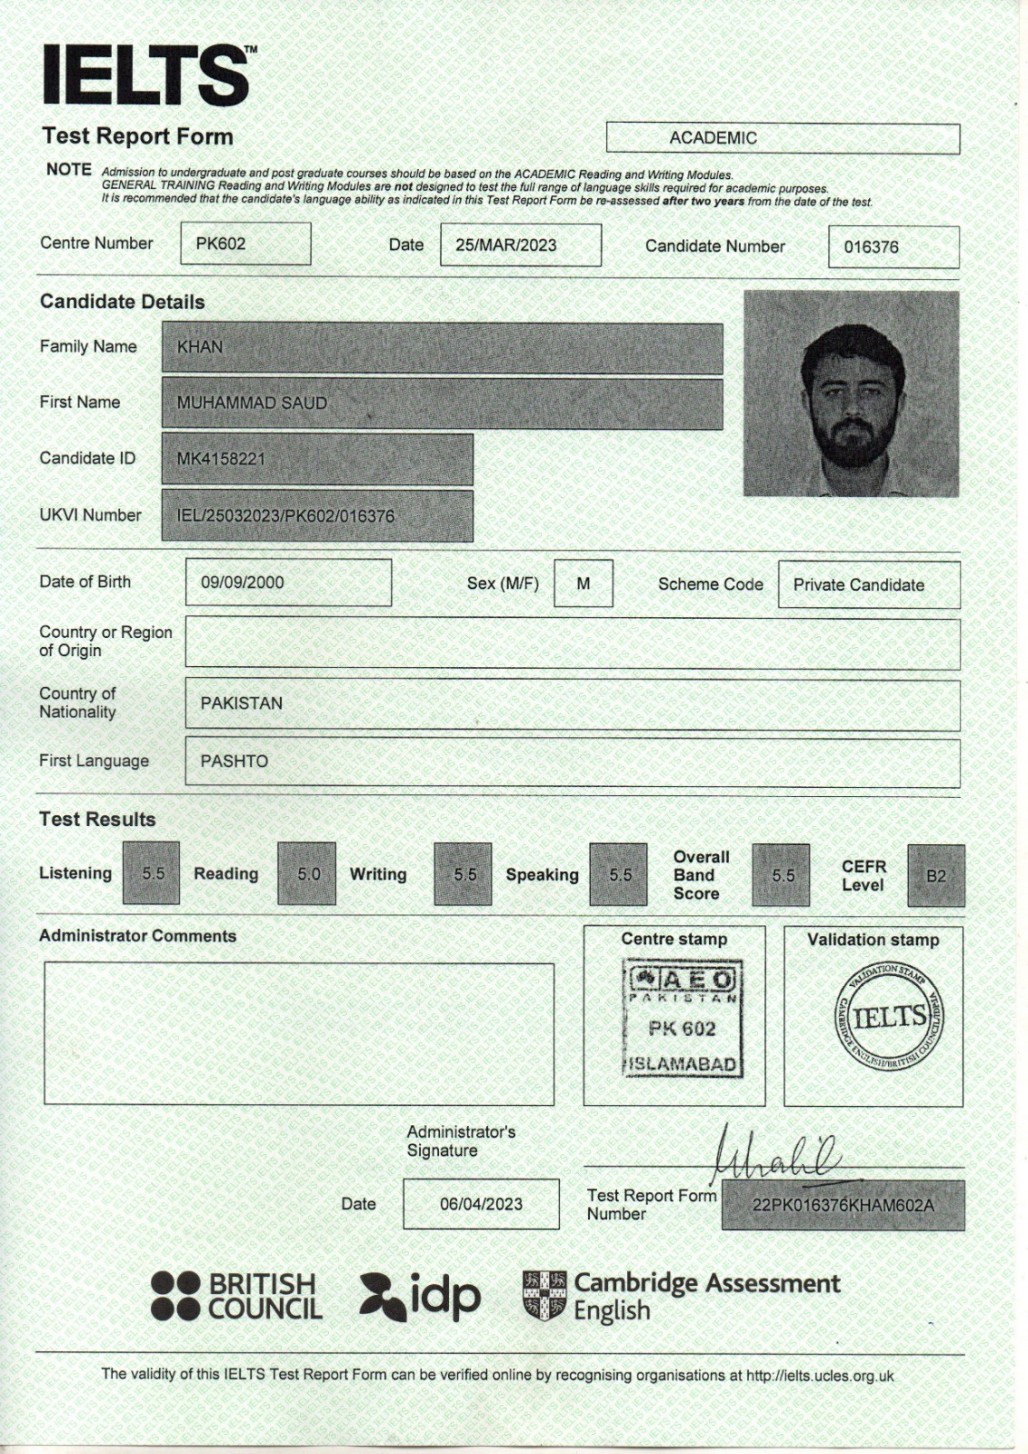 IELTS™
Test Report Form
ACADEMIC
NOTE Admission to undergraduate and post graduate courses should be based on the ACADEMIC Reading and Writing Modules.
GENERAL TRAINING Reading and Writing Modules are not designed to test the full range of language skills required for academic purposes.
It is recommended that the candidate's language ability as indicated in this Test Report Form be re-assessed after two years from the date of the test.
Centre Number PK602 Date 25/MAR/2023 Candidate Number 016376
Candidate Details
Family Name KHAN
First Name MUHAMMAD SAUD
Candidate ID MK4158221
UKVI Number IEL/25032023/PK602/016376
Date of Birth 09/09/2000 Sex (M/F) M Scheme Code Private Candidate
Country or Region
of Origin
Country of
Nationality PAKISTAN
First Language PASHTO
Test Results
Listening 5.5 Reading 5.0 Writing 5.5 Speaking 5.5 Overall Band Score 5.5 CEFR Level B2
Administrator Comments
Centre stamp
AEO
PAKISTAN
PK 602
ISLAMABAD
Validation stamp
VALIDATION STAMP
IELTS
Administrator's
Signature
Khalil
Date 06/04/2023
Test Report Form
Number 22PK016376KHAM602A
BRITISH
COUNCIL
idp
Cambridge Assessment
English
The validity of this IELTS Test Report Form can be verified online by recognising organisations at http://ielts.ucles.org.uk